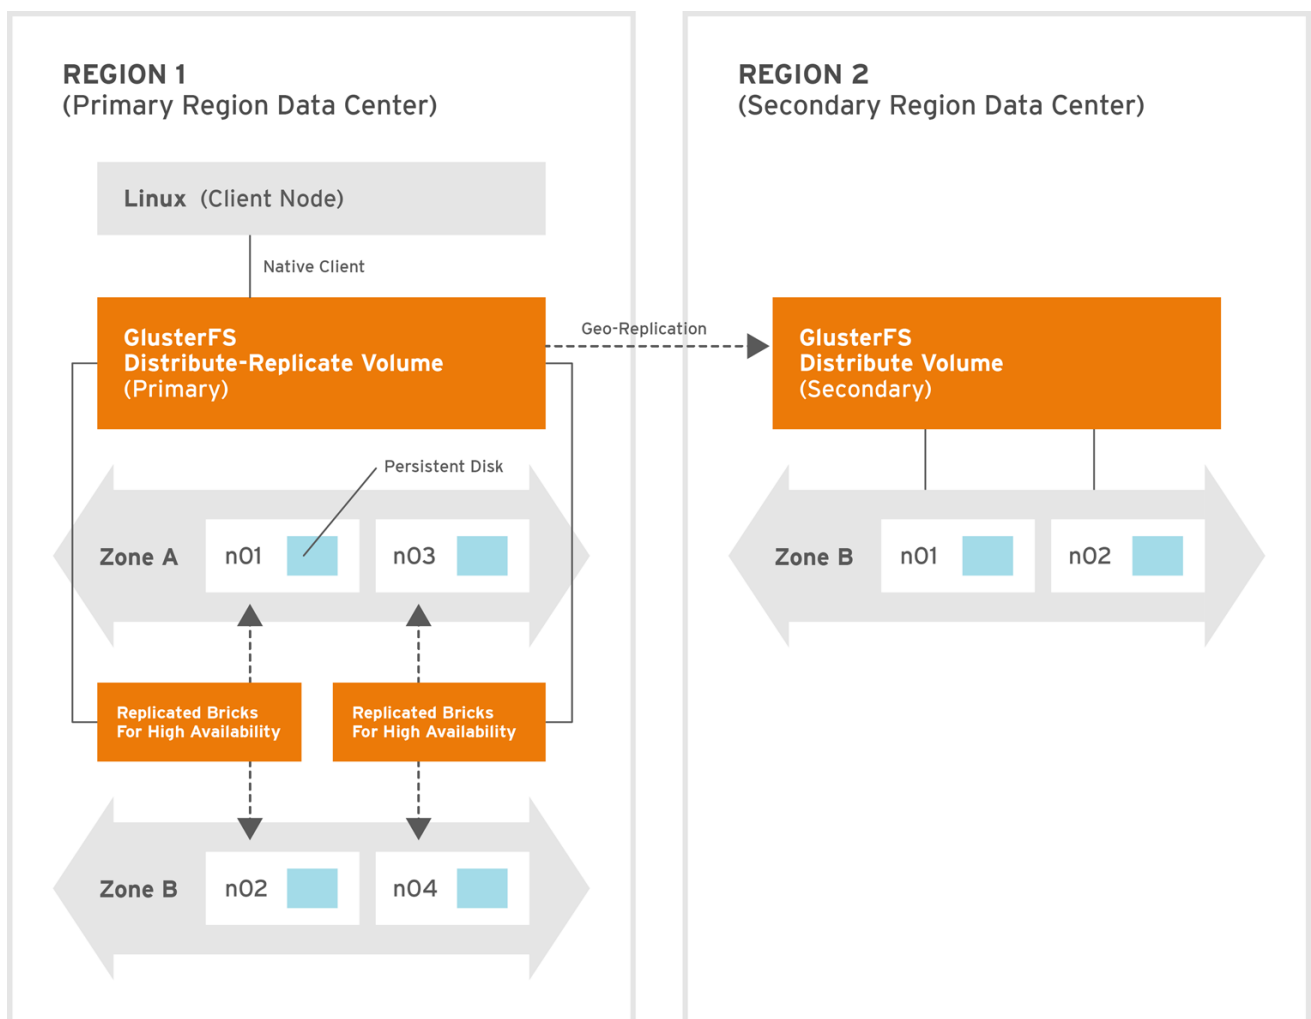 REGION 1
(Primary Region Data Center)
Linux (Client Node)
Native Client
GlusterFS
Distribute-Replicate Volume
(Primary)
Geo-Replication
Persistent Disk
Zone A
n01
n03
Replicated Bricks
For High Availability
Replicated Bricks
For High Availability
Zone B
n02
n04
REGION 2
(Secondary Region Data Center)
GlusterFS
Distribute Volume
(Secondary)
Zone B
n01
n02